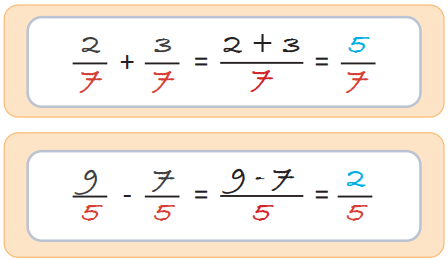 2/7 + 3/7 = (2 + 3)/7 = 5/7
9/5 - 7/5 = (9 - 7)/5 = 2/5